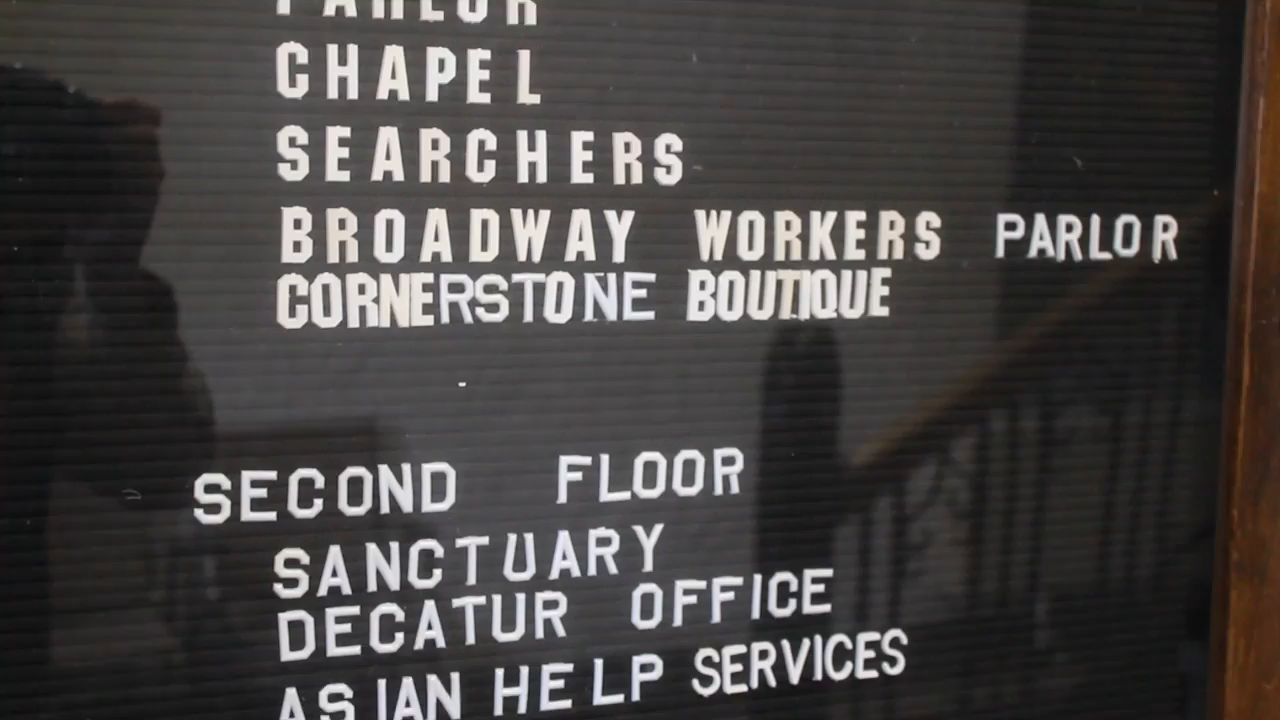 PARLOR
CHAPEL
SEARCHERS
BROADWAY WORKERS PARLOR
CORNERSTONE BOUTIQUE
SECOND FLOOR
SANCTUARY
DECATUR OFFICE
ASIAN HELP SERVICES